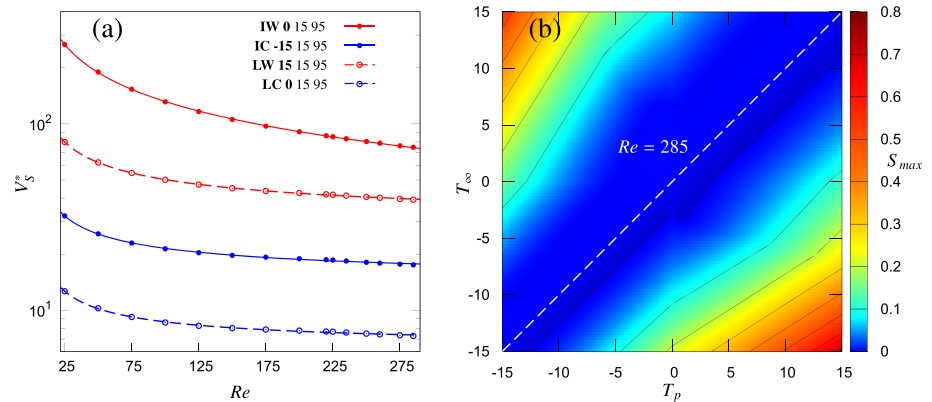 (a)
IW 0 15 95
IC -15 15 95
LW 15 15 95
LC 0 15 95
10²
10¹
V*S
25 75 125 175 225 275
Re
(b)
Re = 285
15
10
5
0
-5
-10
-15
T∞
-15 -10 -5 0 5 10 15
Tp
0.8
0.7
0.6
0.5
0.4
0.3
0.2
0.1
0
Smax